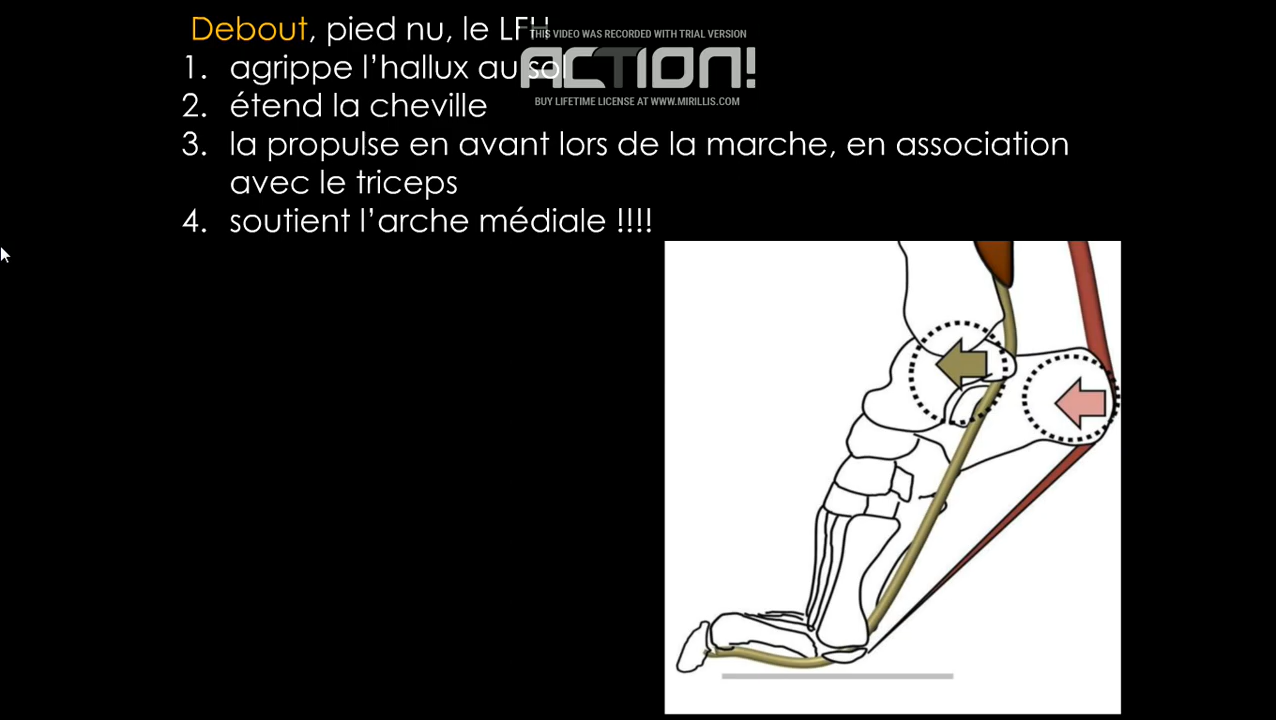 Debout, pied nu, le LFH
THIS VIDEO WAS RECORDED WITH TRIAL VERSION
1. agrippe l’hallux au sol
ACTION!
2. étend la cheville
BUY LIFETIME LICENSE AT WWW.MIRILLIS.COM
3. la propulse en avant lors de la marche, en association
avec le triceps
4. soutient l’arche médiale !!!!